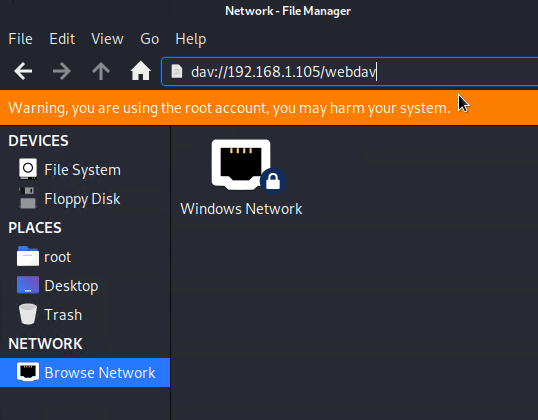 Network - File Manager
File Edit View Go Help
dav://192.168.1.105/webdav
Warning, you are using the root account, you may harm your system.
DEVICES
File System
Floppy Disk
PLACES
root
Desktop
Trash
NETWORK
Browse Network
Windows Network